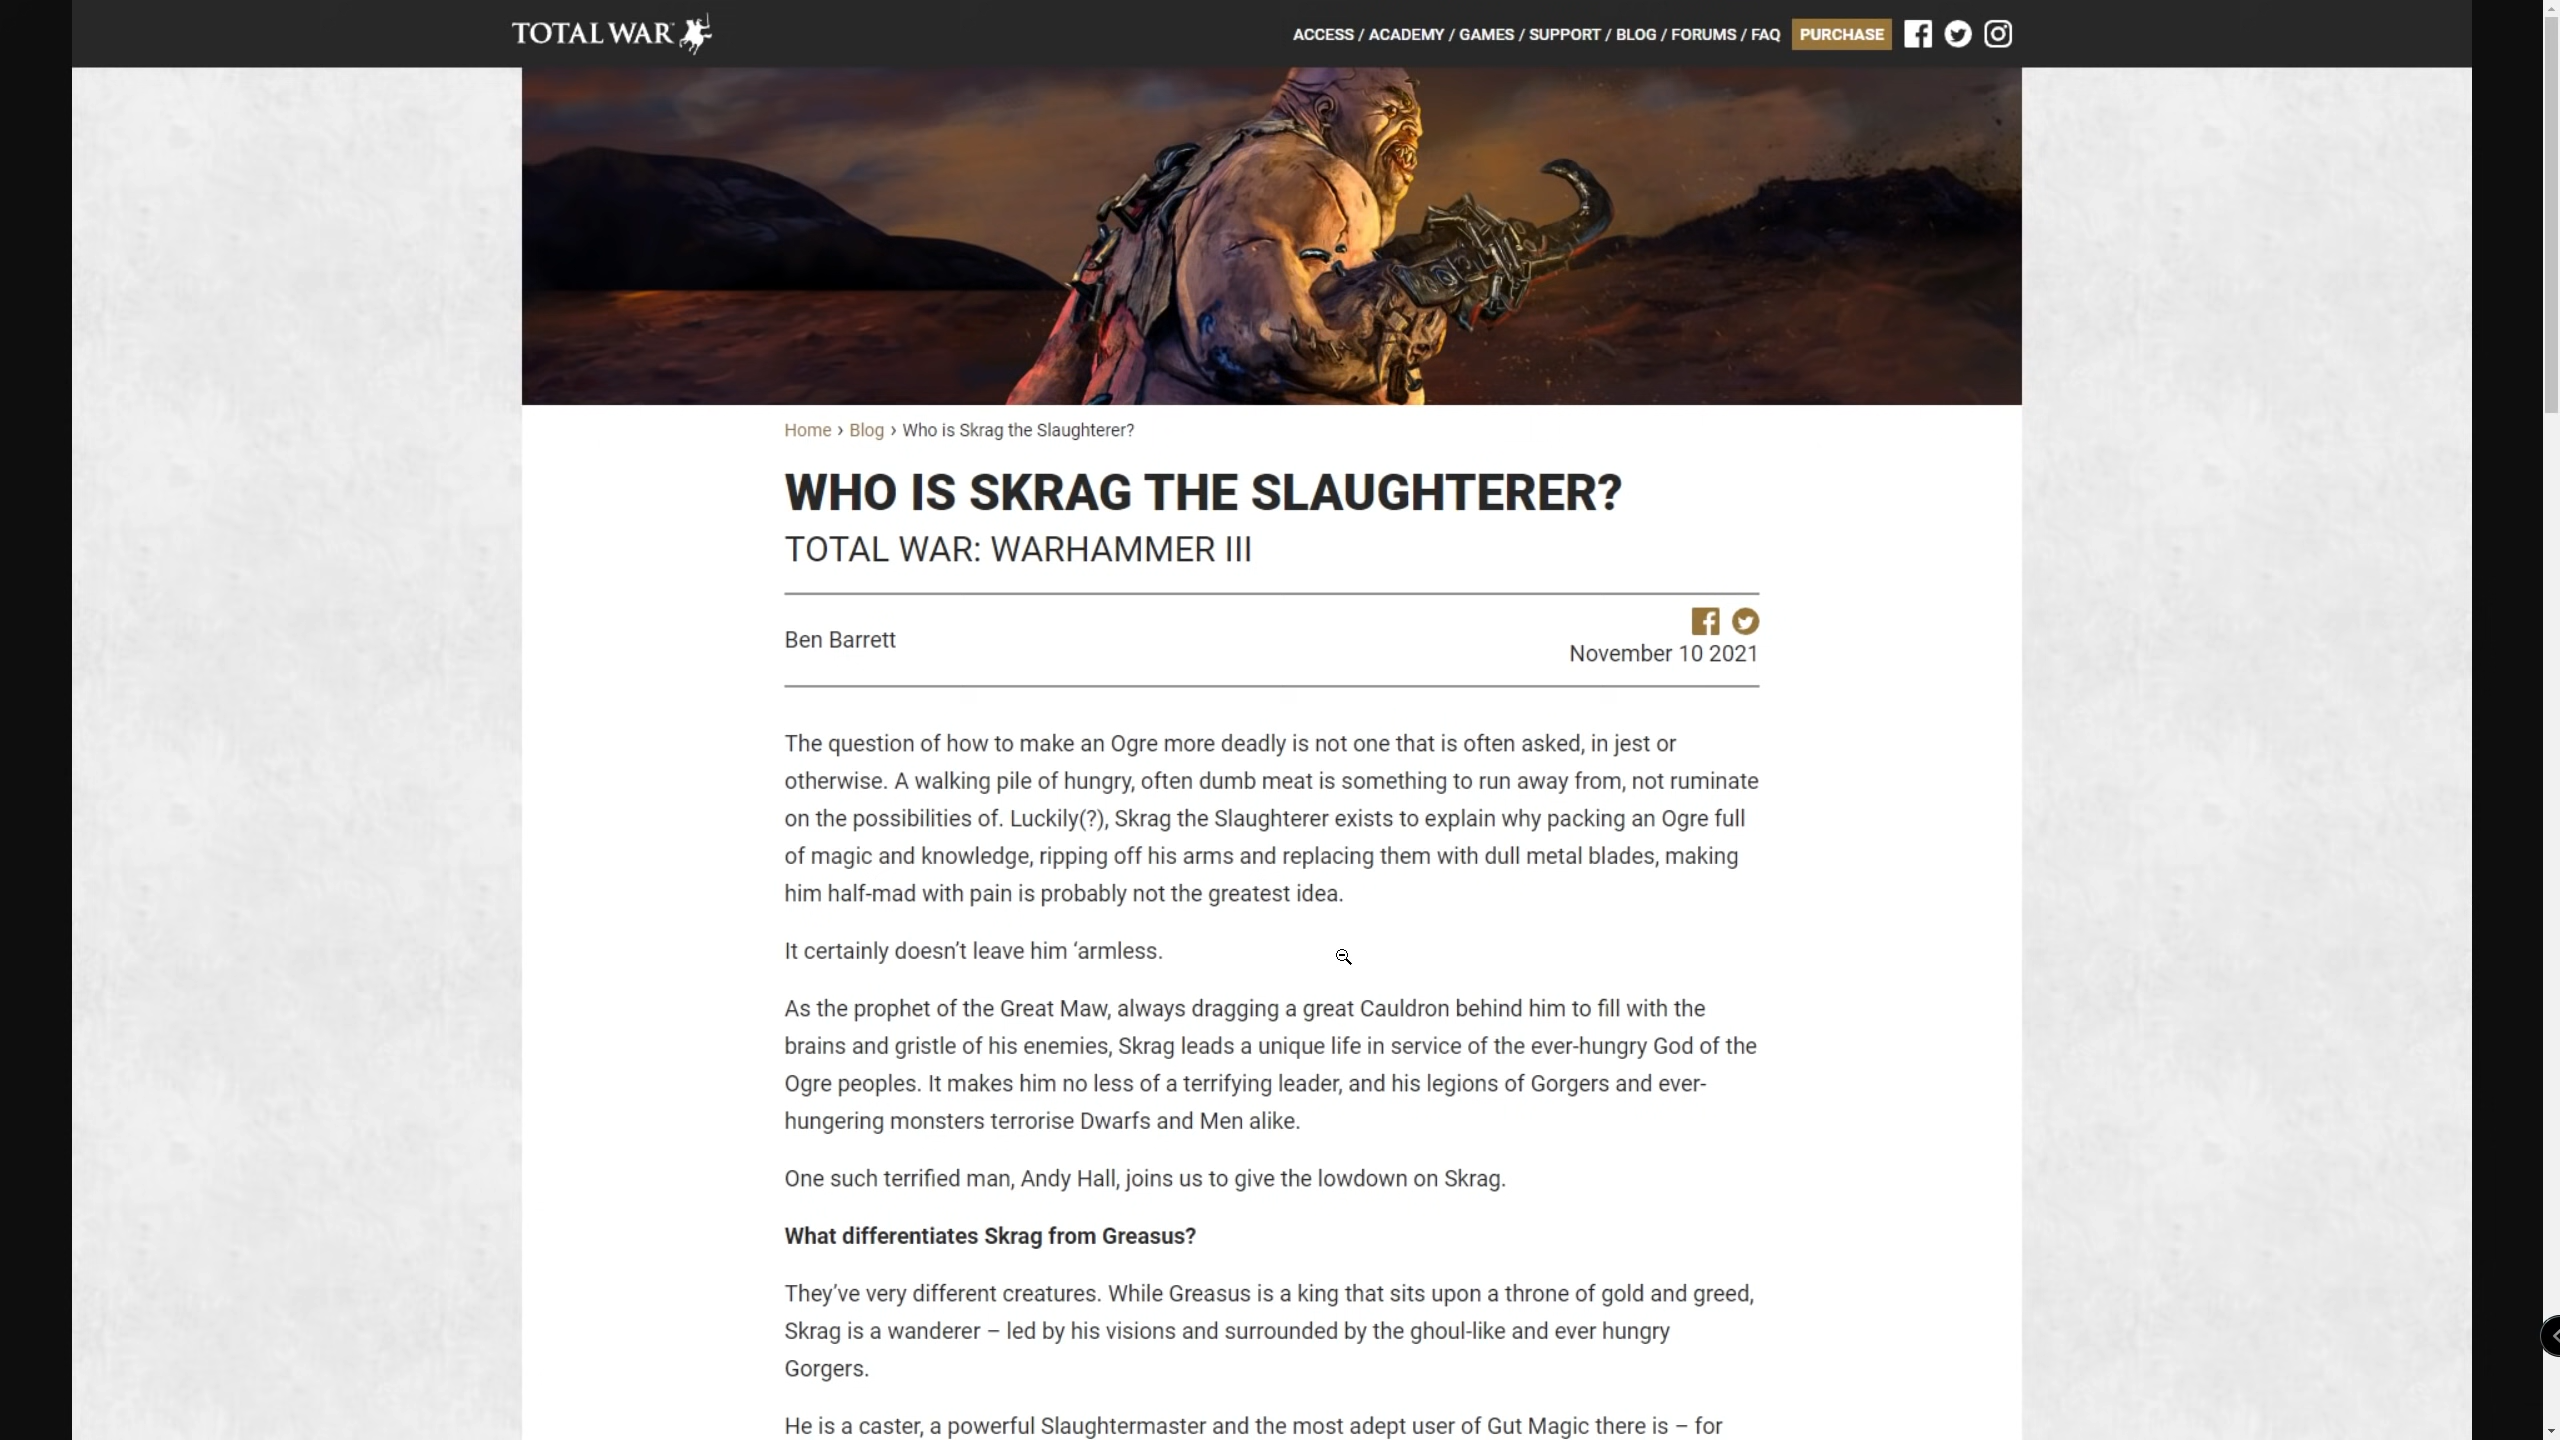 TOTAL WAR
ACCESS / ACADEMY / GAMES / SUPPORT / BLOG / FORUMS / FAQ PURCHASE
Home › Blog › Who is Skrag the Slaughterer?
WHO IS SKRAG THE SLAUGHTERER?
TOTAL WAR: WARHAMMER III
Ben Barrett
November 10 2021
The question of how to make an Ogre more deadly is not one that is often asked, in jest or
otherwise. A walking pile of hungry, often dumb meat is something to run away from, not ruminate
on the possibilities of. Luckily(?), Skrag the Slaughterer exists to explain why packing an Ogre full
of magic and knowledge, ripping off his arms and replacing them with dull metal blades, making
him half-mad with pain is probably not the greatest idea.
It certainly doesn’t leave him ‘armless.
As the prophet of the Great Maw, always dragging a great Cauldron behind him to fill with the
brains and gristle of his enemies, Skrag leads a unique life in service of the ever-hungry God of the
Ogre peoples. It makes him no less of a terrifying leader, and his legions of Gorgers and ever-
hungering monsters terrorise Dwarfs and Men alike.
One such terrified man, Andy Hall, joins us to give the lowdown on Skrag.
What differentiates Skrag from Greasus?
They’ve very different creatures. While Greasus is a king that sits upon a throne of gold and greed,
Skrag is a wanderer – led by his visions and surrounded by the ghoul-like and ever hungry
Gorgers.
He is a caster, a powerful Slaughtermaster and the most adept user of Gut Magic there is – for